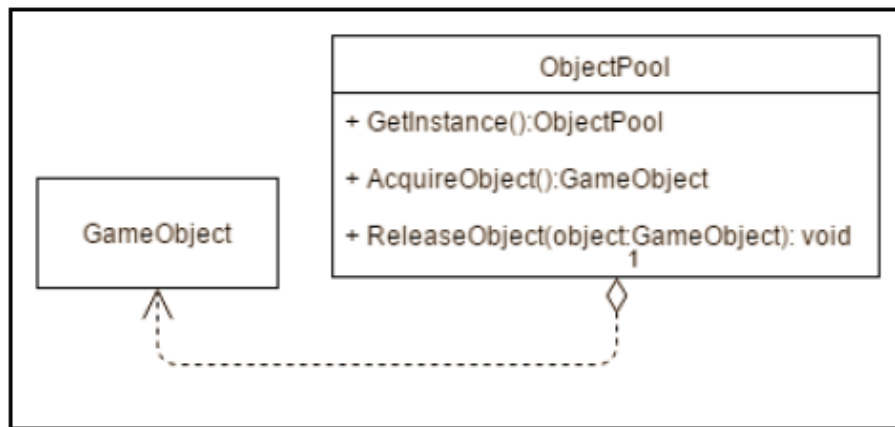 ObjectPool
+ GetInstance():ObjectPool
+ AcquireObject():GameObject
+ ReleaseObject(object:GameObject): void
1
GameObject